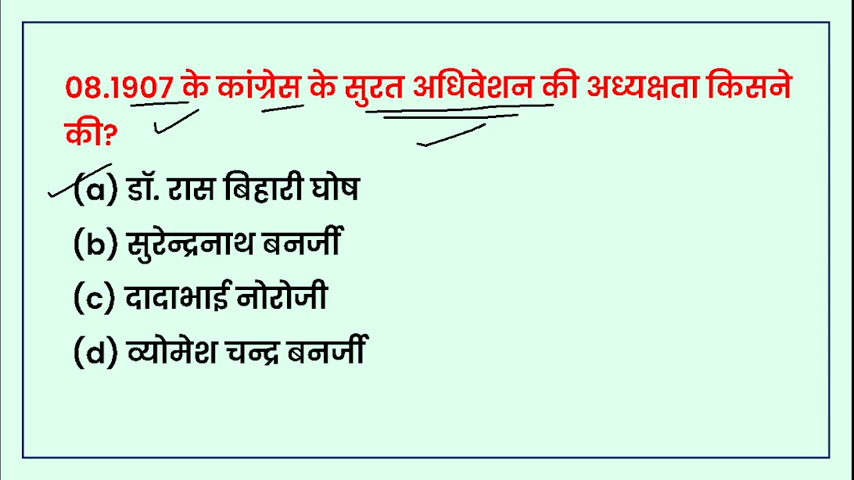 08.1907 के कांग्रेस के सुरत अधिवेशन की अध्यक्षता किसने
की?
(a) डॉ. रास बिहारी घोष
(b) सुरेन्द्रनाथ बनर्जी
(c) दादाभाई नोरोजी
(d) व्योमेश चन्द्र बनर्जी